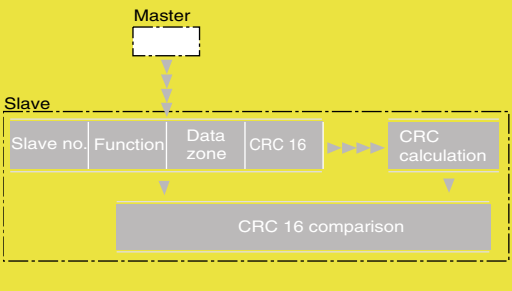 Master
Slave
Slave no. Function Data zone CRC 16 CRC calculation
CRC 16 comparison